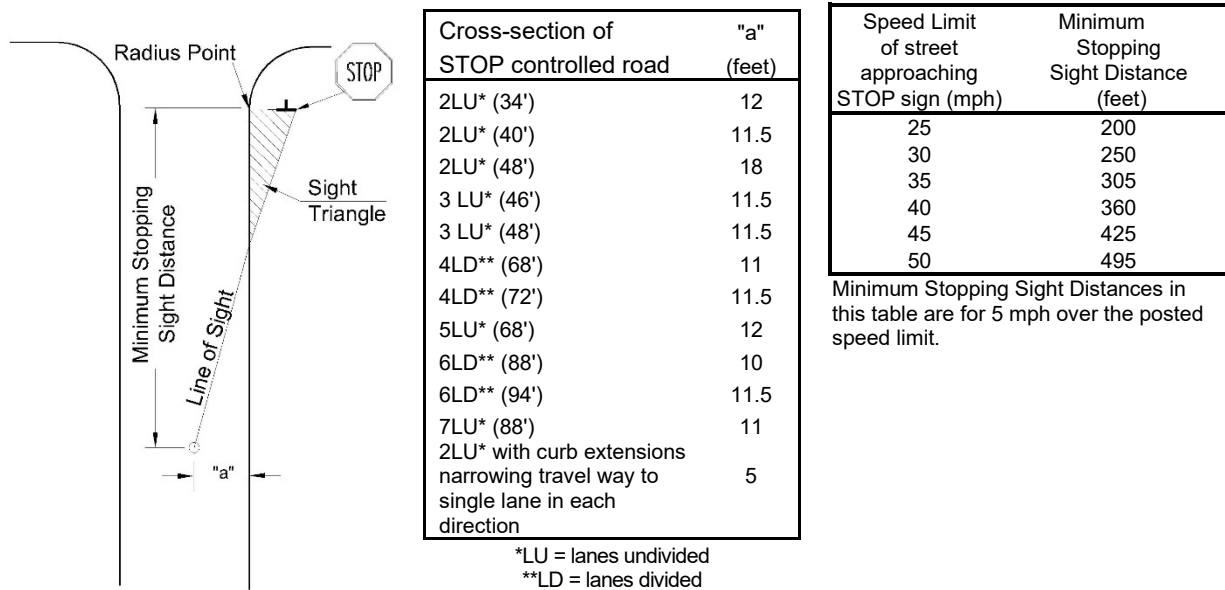 Radius Point
STOP
Sight
Triangle
Minimum Stopping
Sight Distance
Line of Sight
"a"
Cross-section of "a"
STOP controlled road (feet)
2LU* (34') 12
2LU* (40') 11.5
2LU* (48') 18
3 LU* (46') 11.5
3 LU* (48') 11.5
4LD** (68') 11
4LD** (72') 11.5
5LU* (68') 12
6LD** (88') 10
6LD** (94') 11.5
7LU* (88') 11
2LU* with curb extensions
narrowing travel way to 5
single lane in each
direction
*LU = lanes undivided
**LD = lanes divided
Speed Limit Minimum
of street Stopping
approaching Sight Distance
STOP sign (mph) (feet)
25 200
30 250
35 305
40 360
45 425
50 495
Minimum Stopping Sight Distances in
this table are for 5 mph over the posted
speed limit.